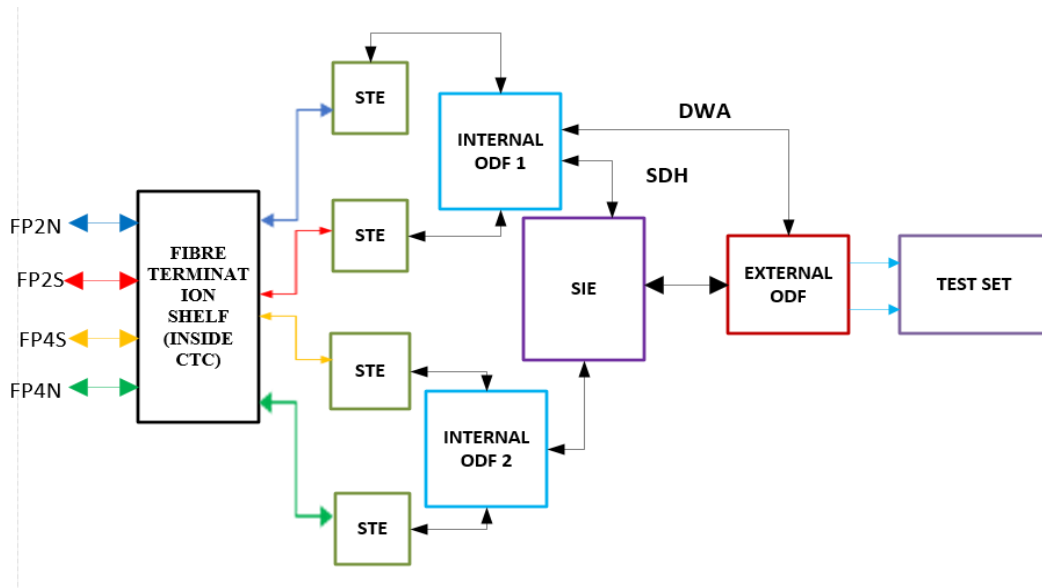 FP2N
FP2S
FP4S
FP4N
FIBRE
TERMINAT
ION
SHELF
(INSIDE
CTC)
STE
STE
STE
STE
INTERNAL
ODF 1
INTERNAL
ODF 2
DWA
SDH
SIE
EXTERNAL
ODF
TEST SET